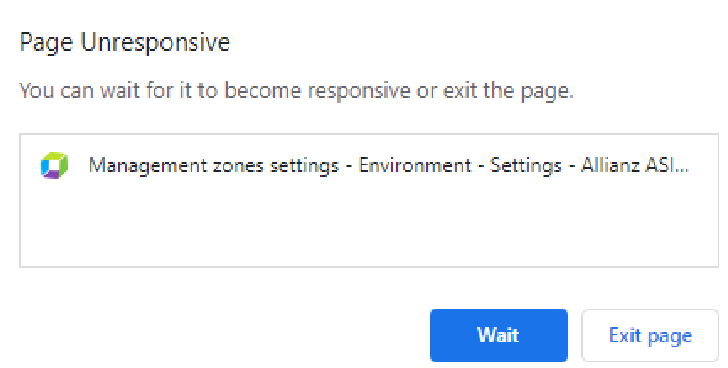 Page Unresponsive
You can wait for it to become responsive or exit the page.
Management zones settings - Environment - Settings - Allianz ASI...
Wait
Exit page